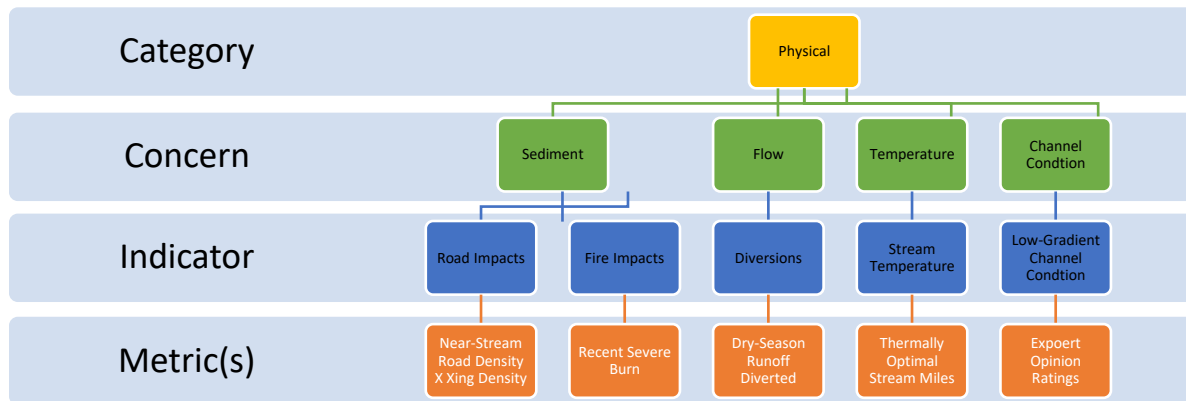 Category
Physical
Concern
Sediment
Flow
Temperature
Channel
Condtion
Indicator
Road Impacts
Fire Impacts
Diversions
Stream
Temperature
Low-Gradient
Channel
Condtion
Metric(s)
Near-Stream
Road Density
X Xing Density
Recent Severe
Burn
Dry-Season
Runoff
Diverted
Thermally
Optimal
Stream Miles
Expoert
Opinion
Ratings